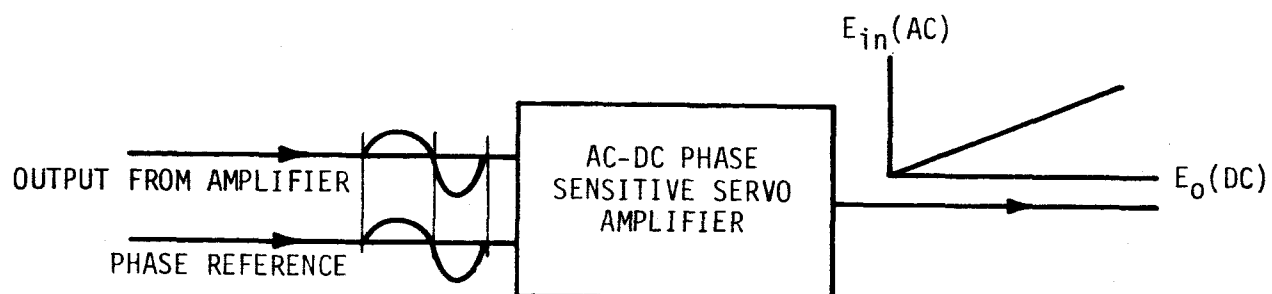 E_in(AC)
OUTPUT FROM AMPLIFIER
PHASE REFERENCE
AC-DC PHASE
SENSITIVE SERVO
AMPLIFIER
E_o(DC)